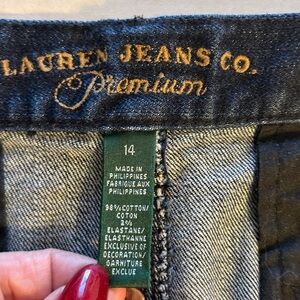 LAUREN JEANS CO.
Premium
14
MADE IN
PHILIPPINES
FABRIQUE AUX
PHILIPPINES
98% COTTON/
COTON
2%
ELASTANE/
ELASTHANNE
EXCLUSIVE OF
DECORATION/
GARNITURE
EXCLUE